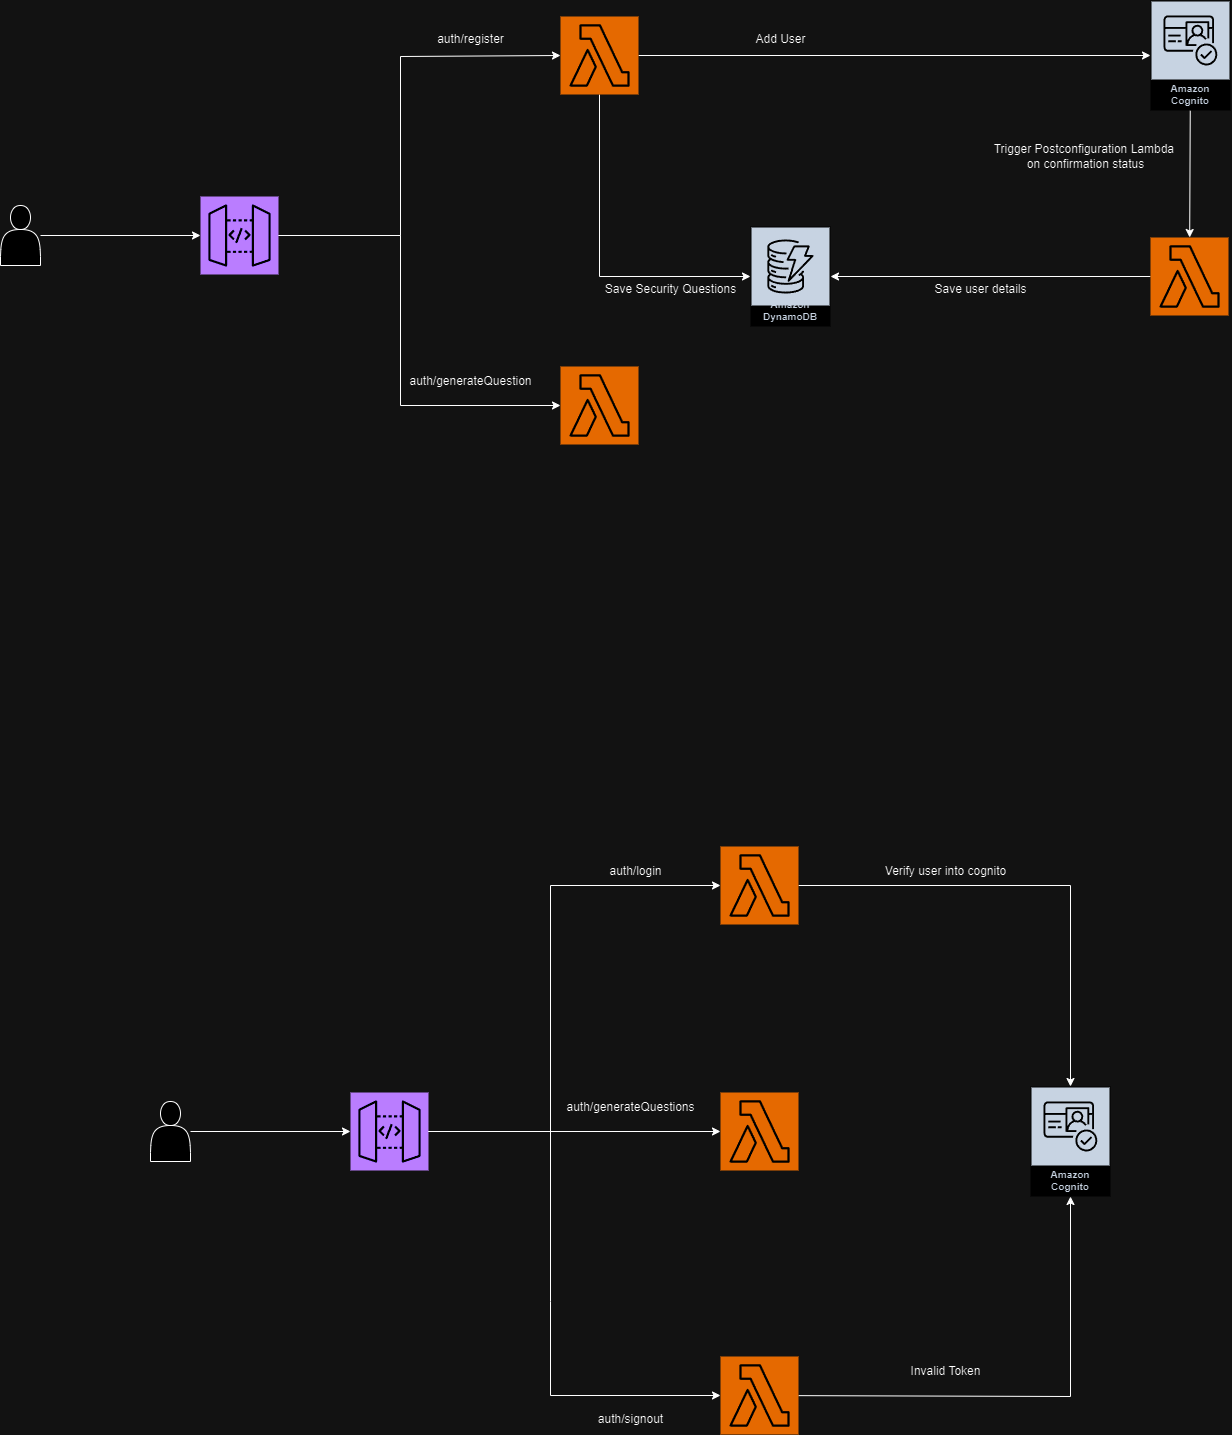 auth/register
Add User
Amazon
Cognito
Trigger Postconfiguration Lambda
on confirmation status
Save Security Questions
Amazon
DynamoDB
Save user details
auth/generateQuestion
</>
auth/login
Verify user into cognito
auth/generateQuestions
</>
Amazon
Cognito
Invalid Token
auth/signout